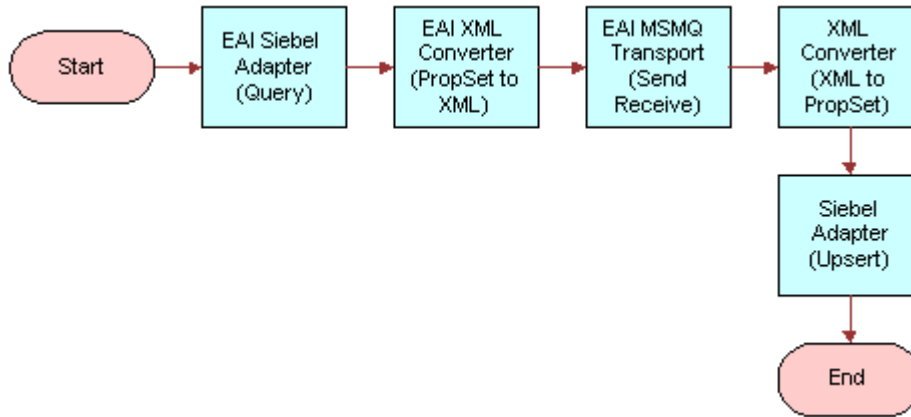 Start
EAI Siebel
Adapter
(Query)
EAI XML
Converter
(PropSet to
XML)
EAI MSMQ
Transport
(Send
Receive)
XML
Converter
(XML to
PropSet)
Siebel
Adapter
(Upsert)
End